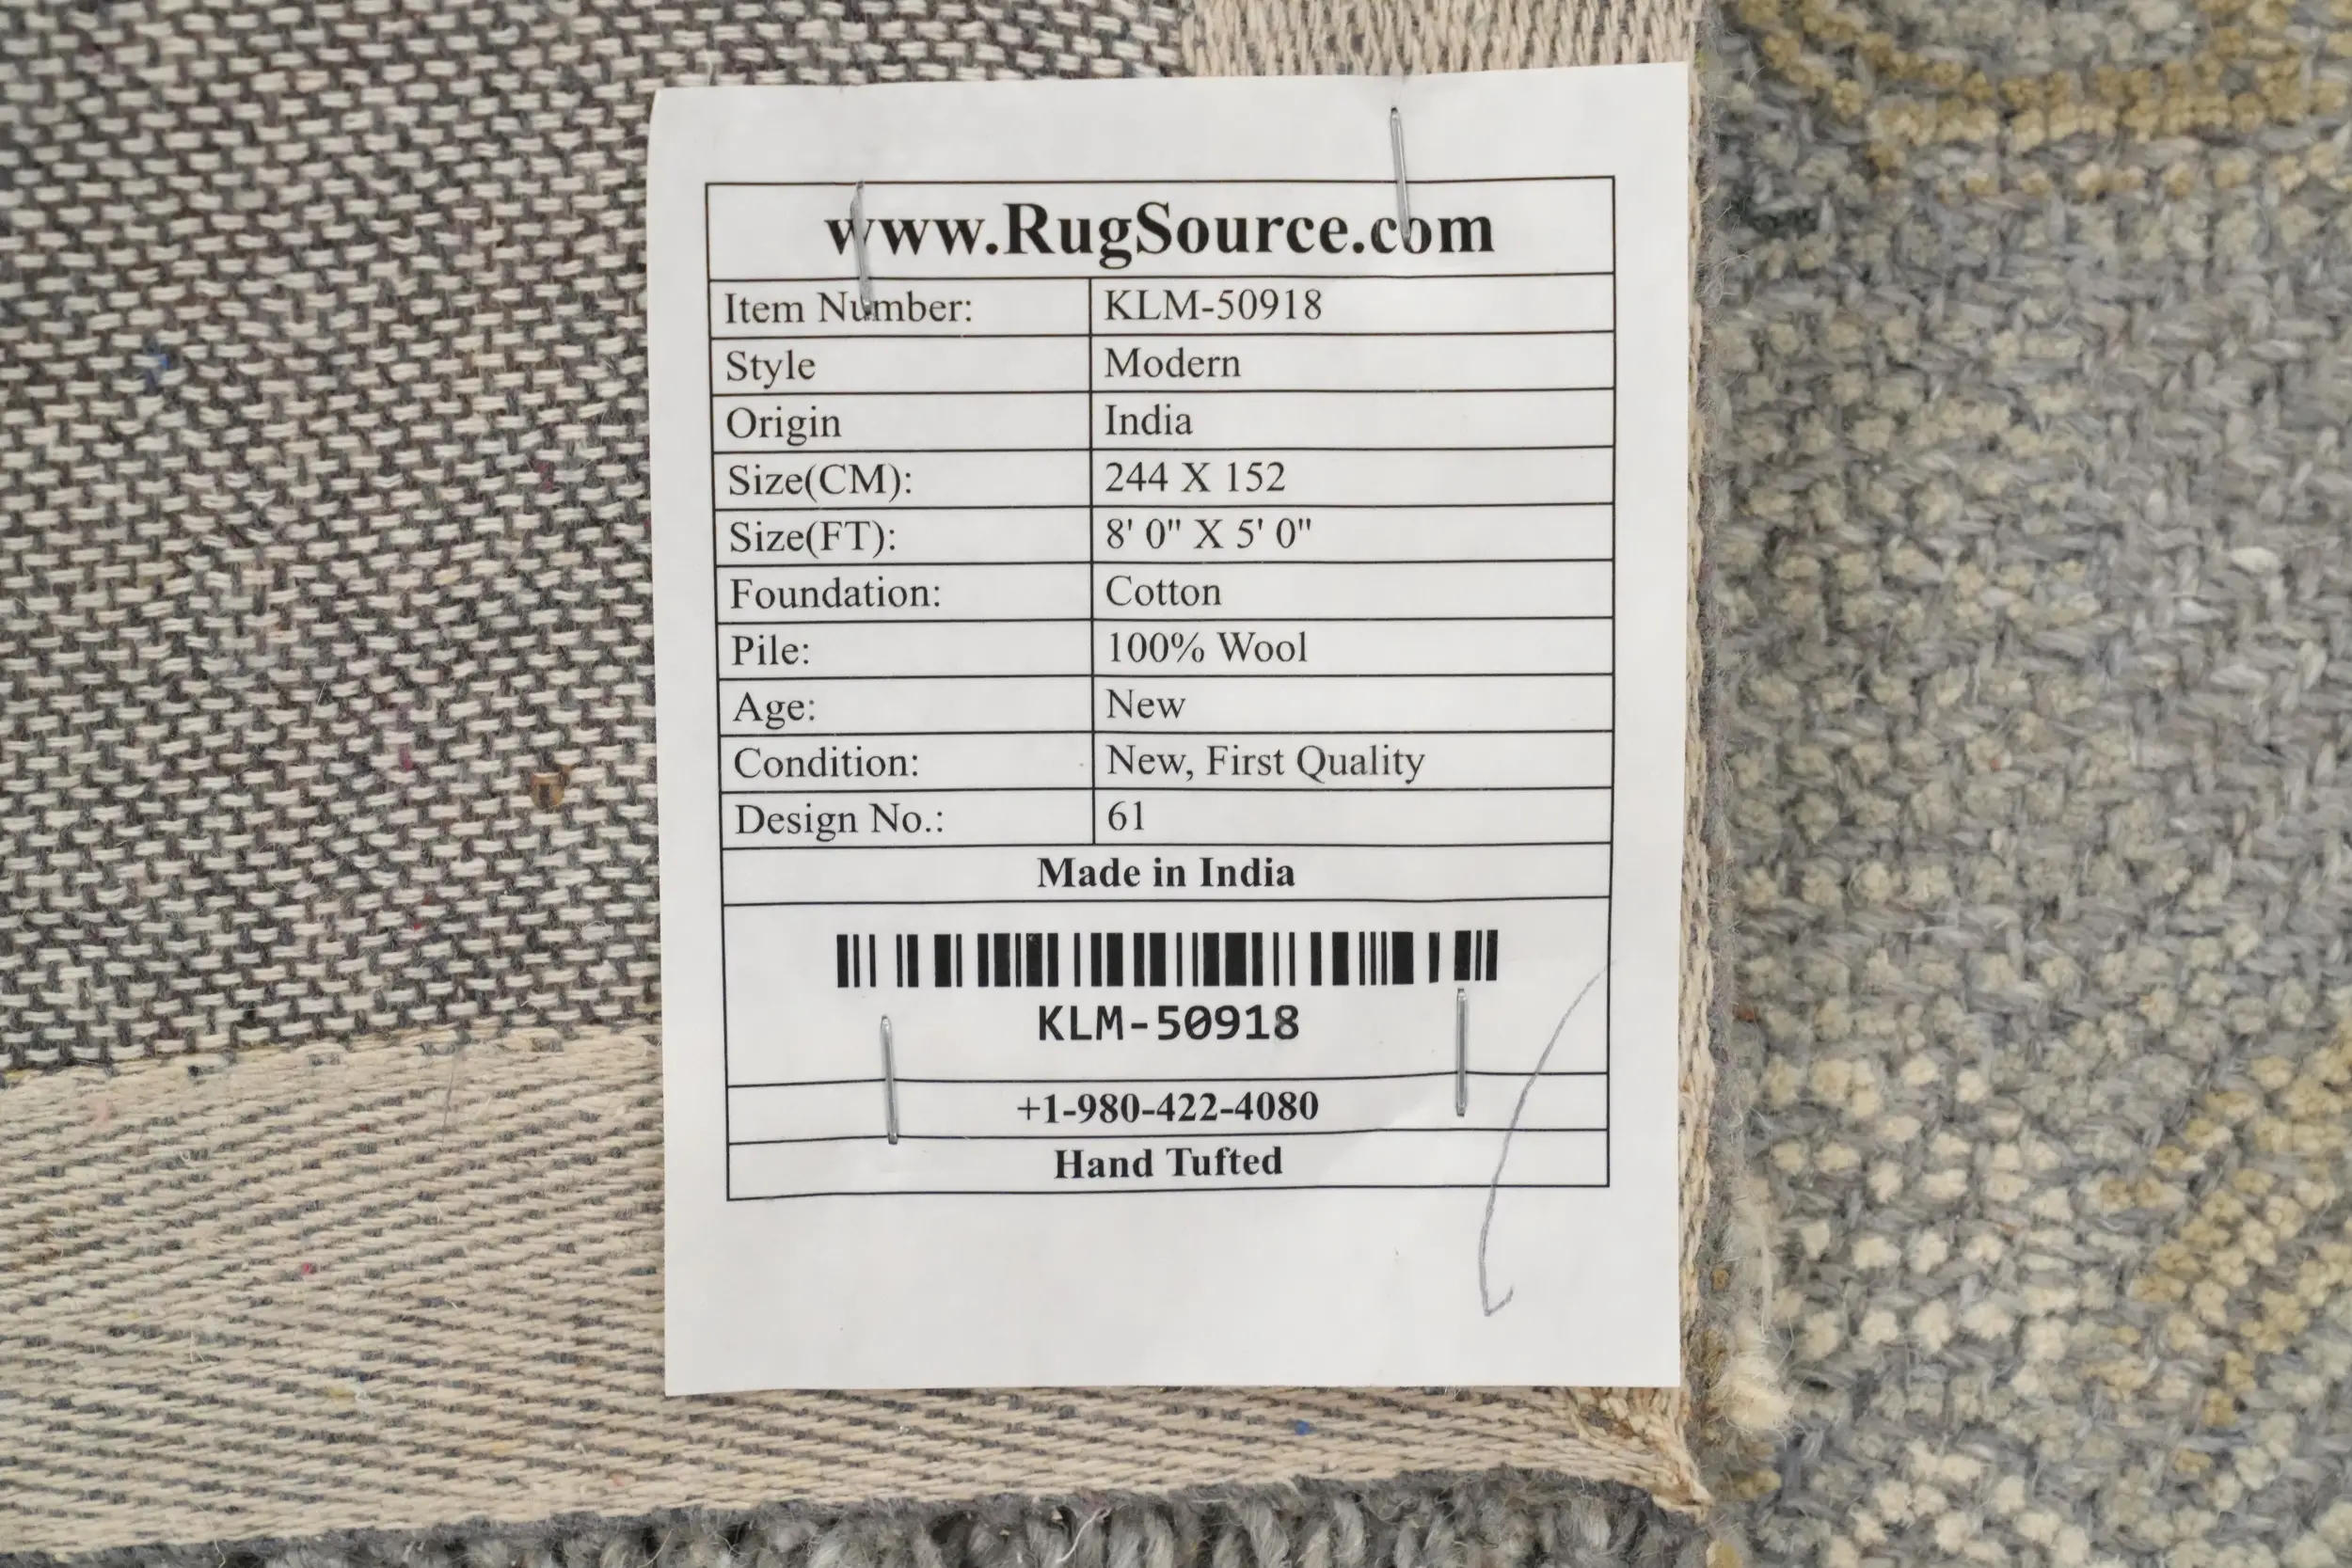 www.RugSource.com
Item Number: KLM-50918
Style Modern
Origin India
Size(CM): 244 X 152
Size(FT): 8' 0" X 5' 0"
Foundation: Cotton
Pile: 100% Wool
Age: New
Condition: New, First Quality
Design No.: 61
Made in India
KLM-50918
+1-980-422-4080
Hand Tufted